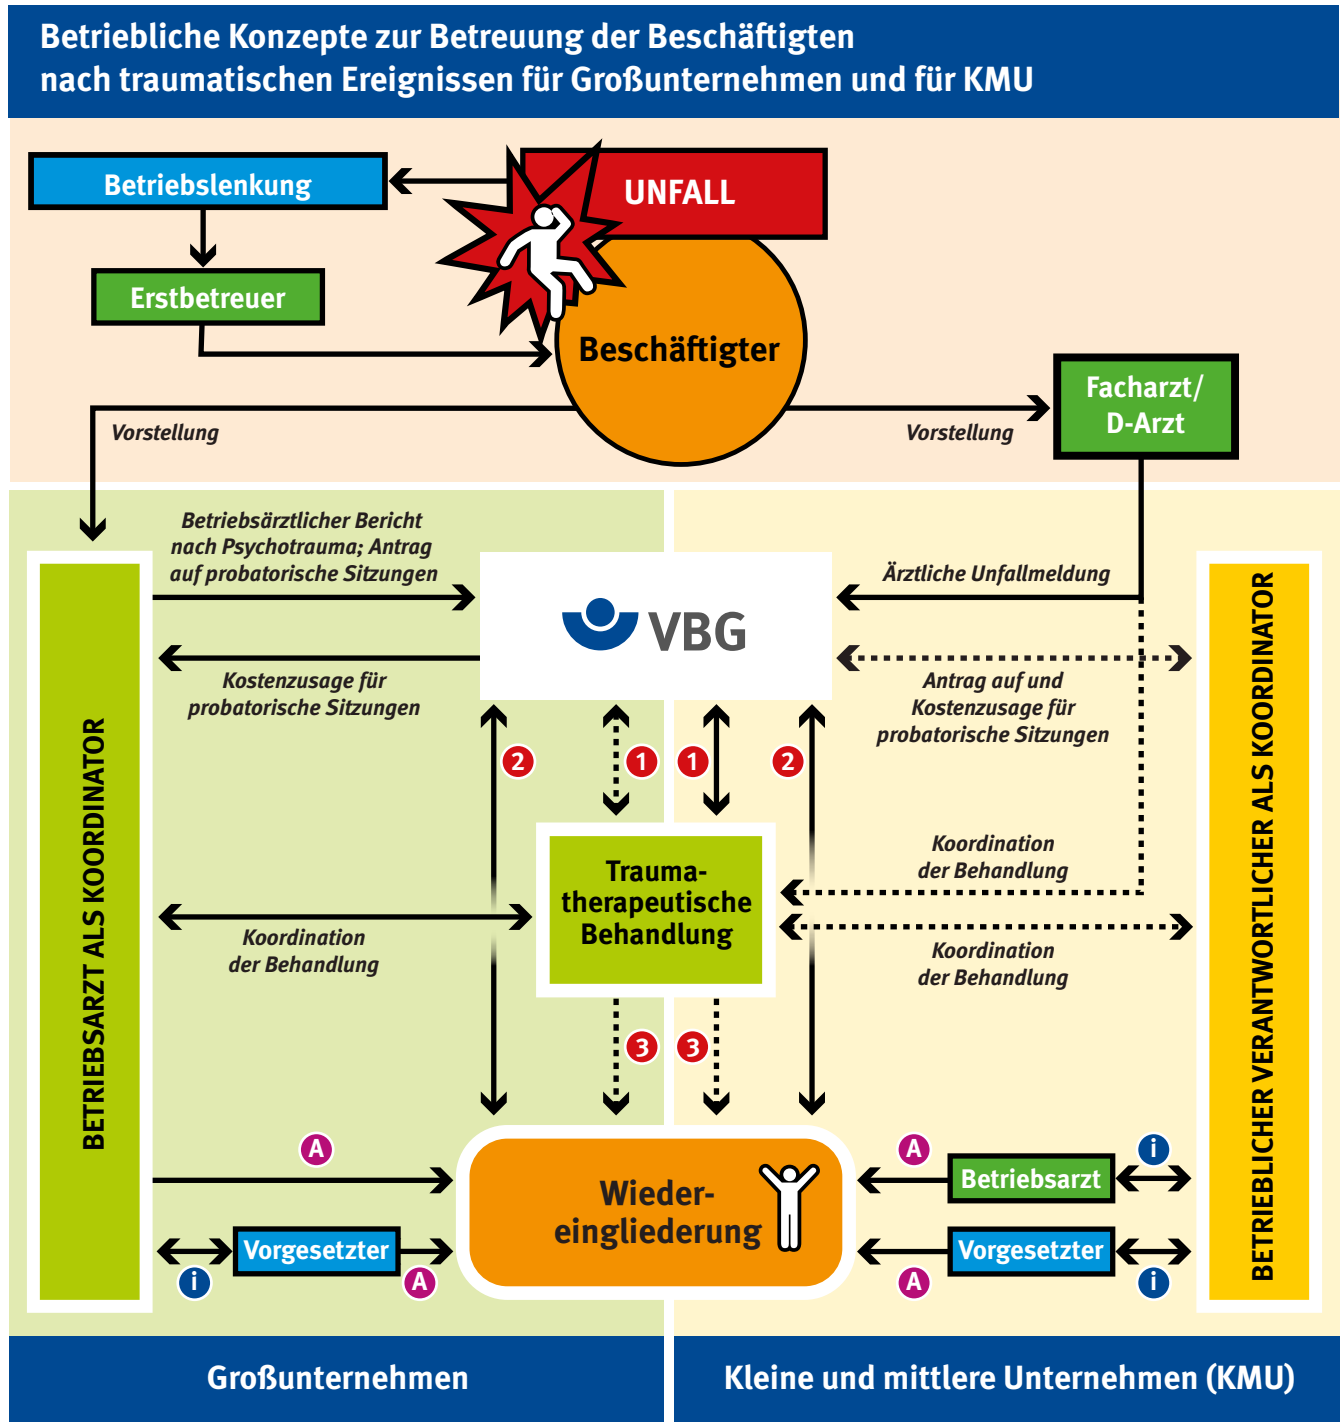 Betriebliche Konzepte zur Betreuung der Beschäftigten
nach traumatischen Ereignissen für Großunternehmen und für KMU
Betriebslenkung
UNFALL
Erstbetreuer
Beschäftigter
Facharzt/
D-Arzt
Vorstellung
Vorstellung
Betriebsärztlicher Bericht
nach Psychotrauma; Antrag
auf probatorische Sitzungen
Ärztliche Unfallmeldung
VBG
Kostenzusage für
probatorische Sitzungen
Antrag auf und
Kostenzusage für
probatorische Sitzungen
2
1
1
2
BETRIEBSARZT ALS KOORDINATOR
BETRIEBLICHER VERANTWORTLICHER ALS KOORDINATOR
Trauma-
therapeutische
Behandlung
Koordination
der Behandlung
Koordination
der Behandlung
Koordination
der Behandlung
3
3
A
A
i
Wieder-
eingliederung
Betriebsarzt
Vorgesetzter
Vorgesetzter
i
A
A
i
Großunternehmen
Kleine und mittlere Unternehmen (KMU)